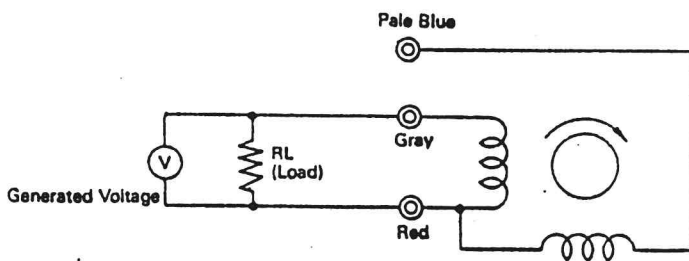 Pale Blue
Gray
RL
(Load)
V
Generated Voltage
Red